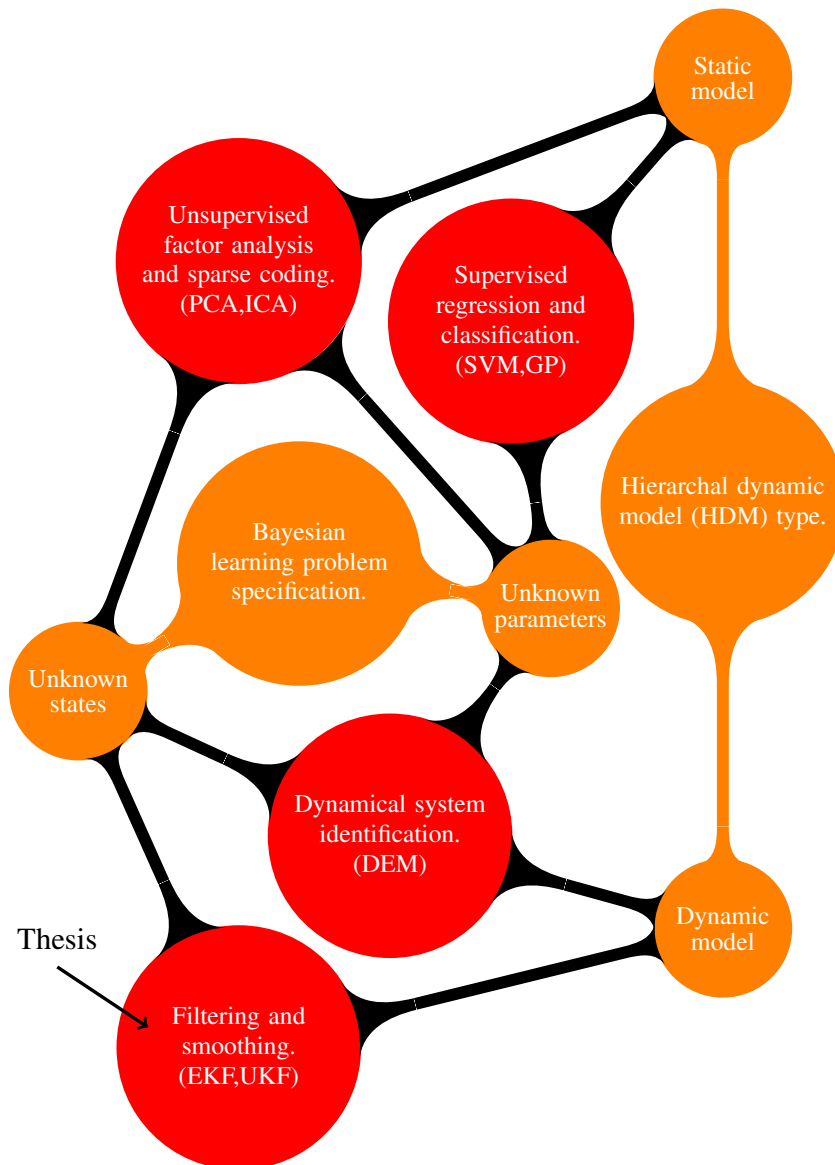 Static
model
Unsupervised
factor analysis
and sparse coding.
(PCA,ICA)
Supervised
regression and
classification.
(SVM,GP)
Hierarchal dynamic
model (HDM) type.
Bayesian
learning problem
specification.
Unknown
parameters
Unknown
states
Dynamical system
identification.
(DEM)
Dynamic
model
Thesis
Filtering and
smoothing.
(EKF,UKF)